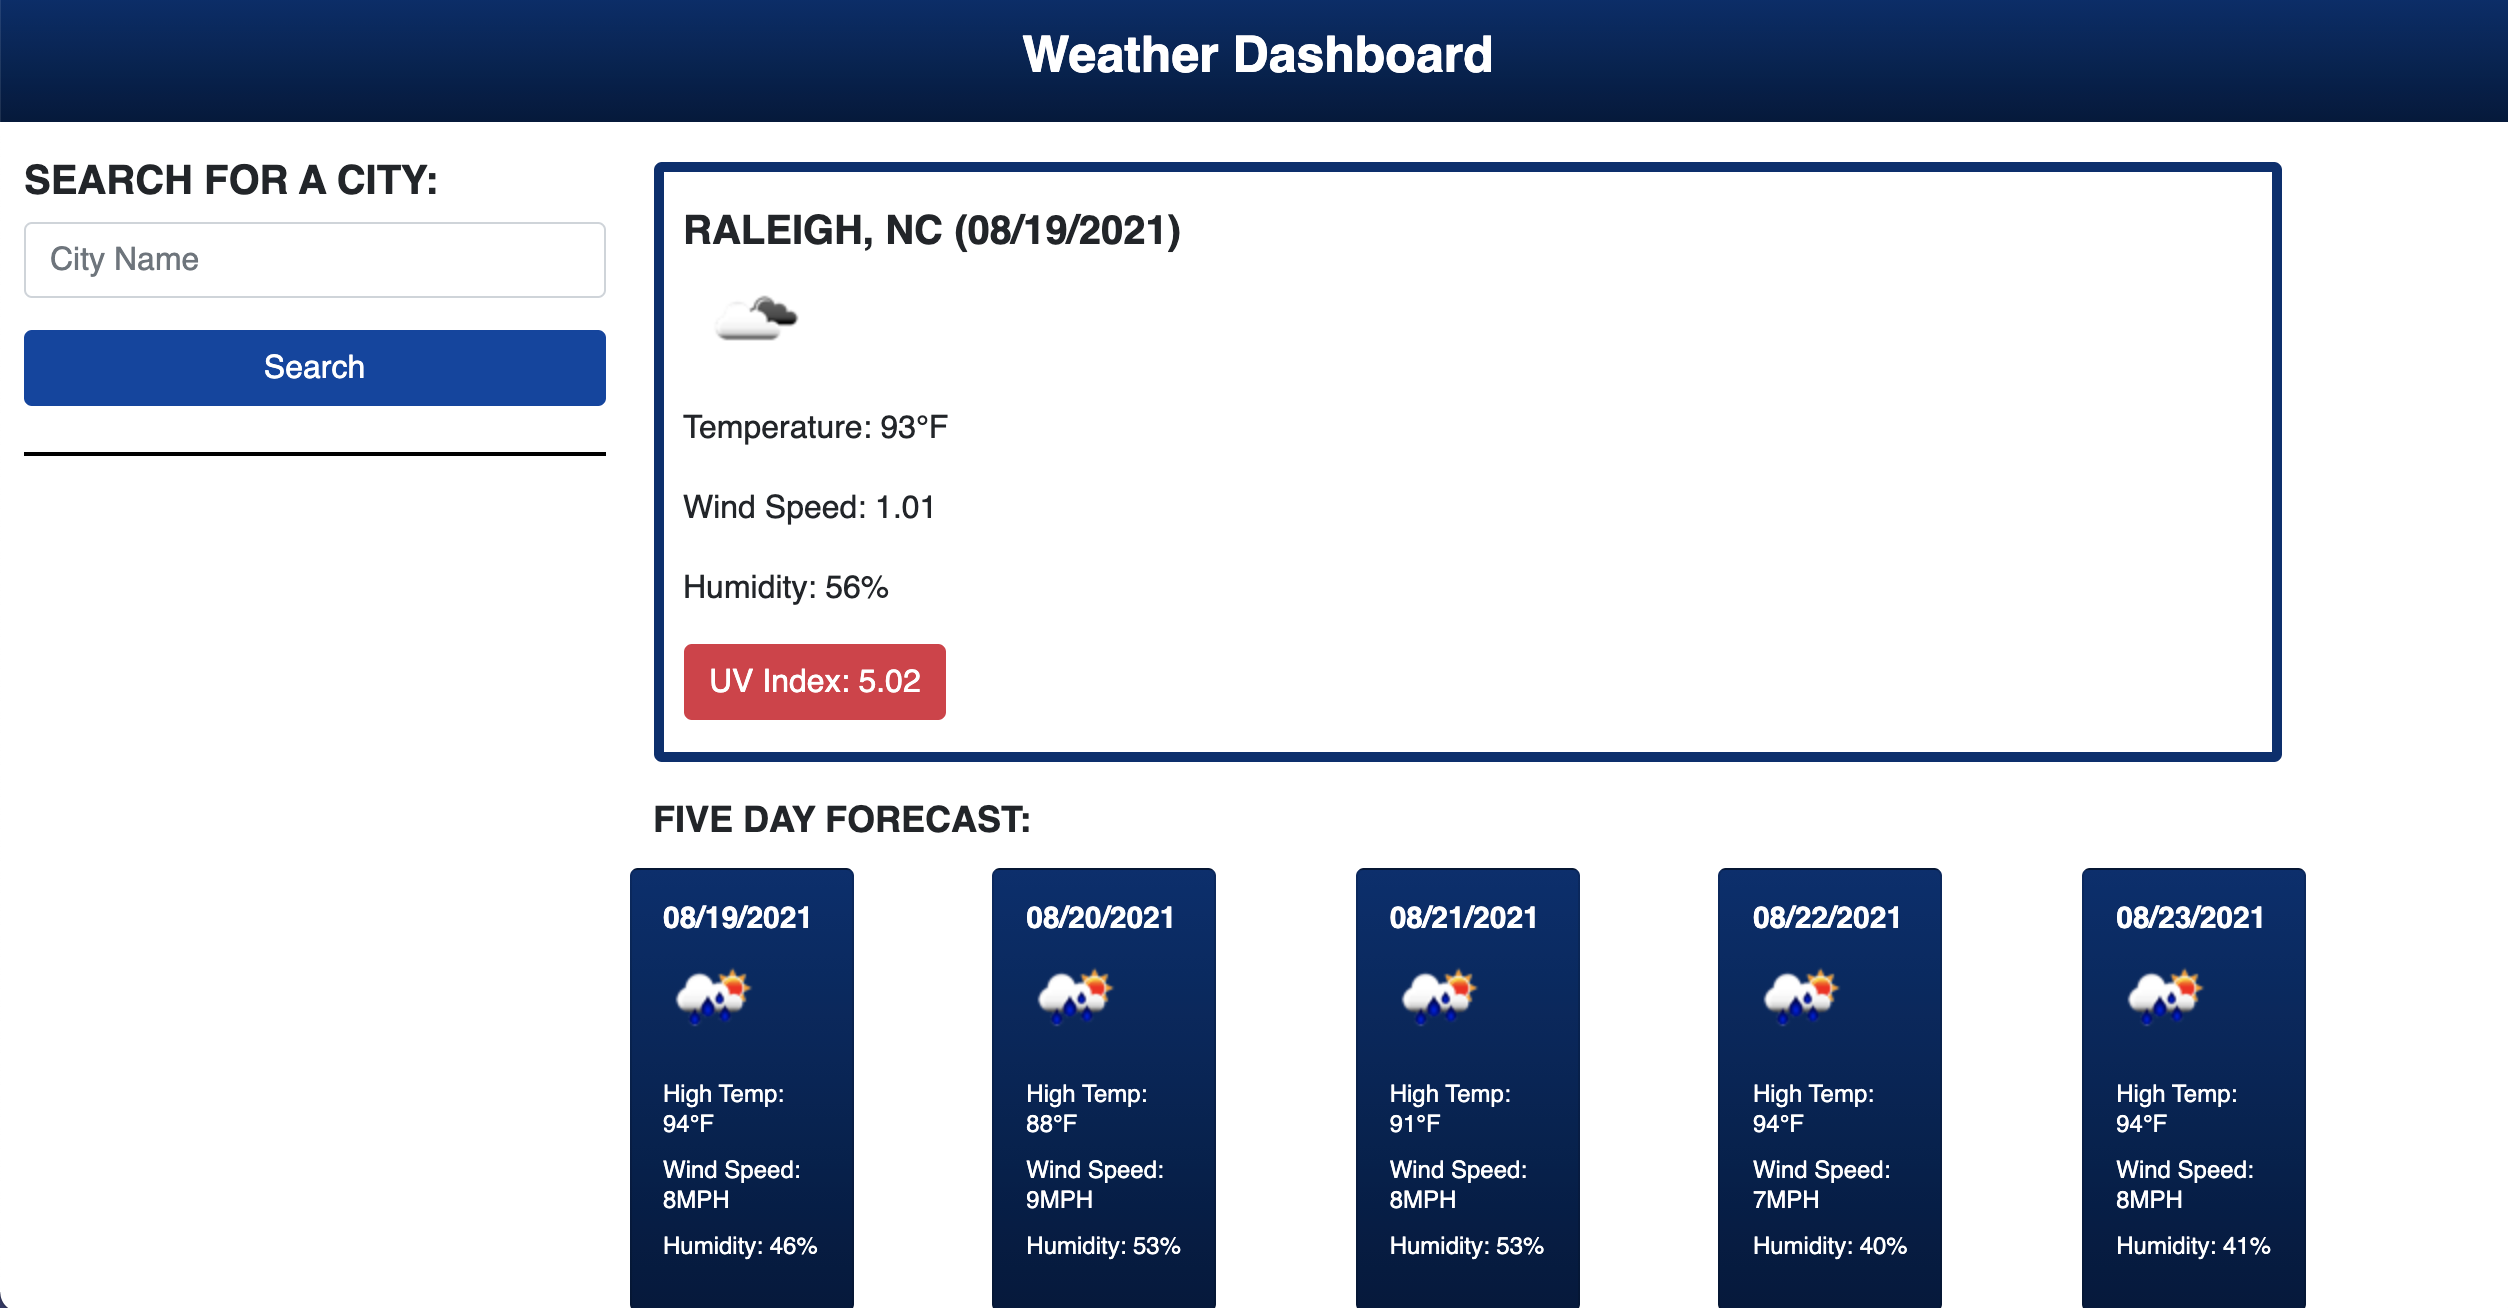 Weather Dashboard
SEARCH FOR A CITY:
City Name
Search
RALEIGH, NC (08/19/2021)
Temperature: 93°F
Wind Speed: 1.01
Humidity: 56%
UV Index: 5.02
FIVE DAY FORECAST:
08/19/2021
High Temp:
94°F
Wind Speed:
8MPH
Humidity: 46%
08/20/2021
High Temp:
88°F
Wind Speed:
9MPH
Humidity: 53%
08/21/2021
High Temp:
91°F
Wind Speed:
8MPH
Humidity: 53%
08/22/2021
High Temp:
94°F
Wind Speed:
7MPH
Humidity: 40%
08/23/2021
High Temp:
94°F
Wind Speed:
8MPH
Humidity: 41%